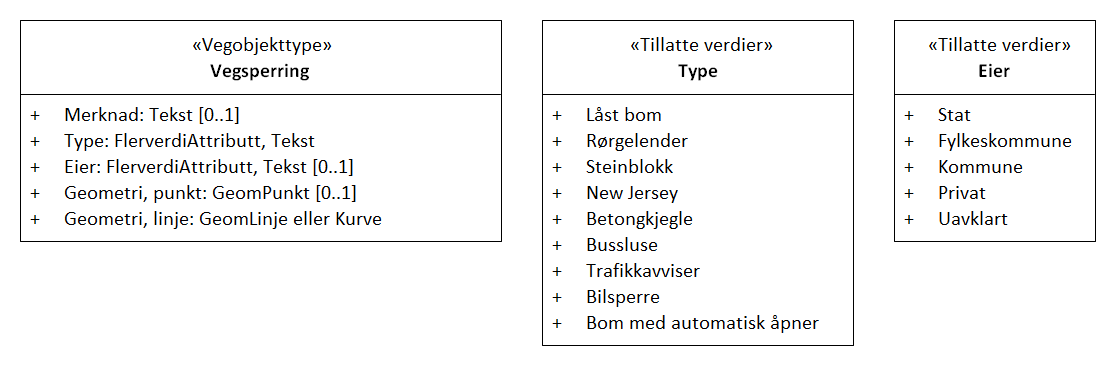 «Vegobjekttype»
Vegsperring
+ Merknad: Tekst [0..1]
+ Type: FlerverdiAttributt, Tekst
+ Eier: FlerverdiAttributt, Tekst [0..1]
+ Geometri, punkt: GeomPunkt [0..1]
+ Geometri, linje: GeomLinje eller Kurve
«Tillatte verdier»
Type
+ Låst bom
+ Rørgelender
+ Steinblokk
+ New Jersey
+ Betongkjegle
+ Bussluse
+ Trafikkavviser
+ Bilsperre
+ Bom med automatisk åpner
«Tillatte verdier»
Eier
+ Stat
+ Fylkeskommune
+ Kommune
+ Privat
+ Uavklart